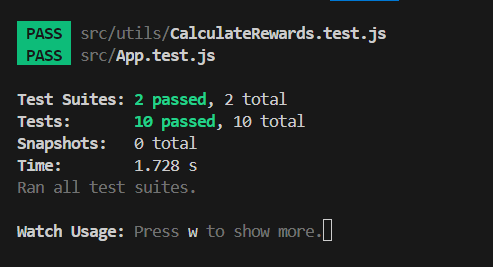 PASS src/utils/CalculateRewards.test.js
PASS src/App.test.js
Test Suites: 2 passed, 2 total
Tests: 10 passed, 10 total
Snapshots: 0 total
Time: 1.728 s
Ran all test suites.
Watch Usage: Press w to show more.